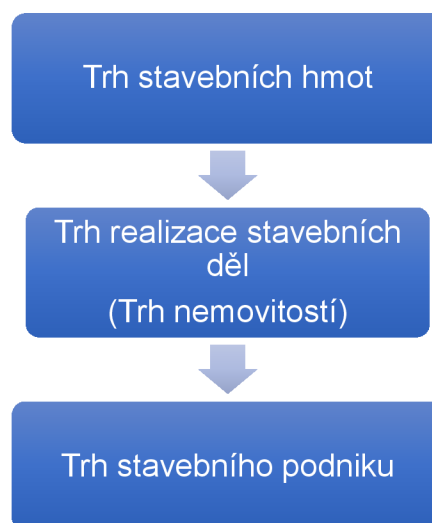 Trh stavebních hmot
Trh realizace stavebních
děl
(Trh nemovitostí)
Trh stavebního podniku